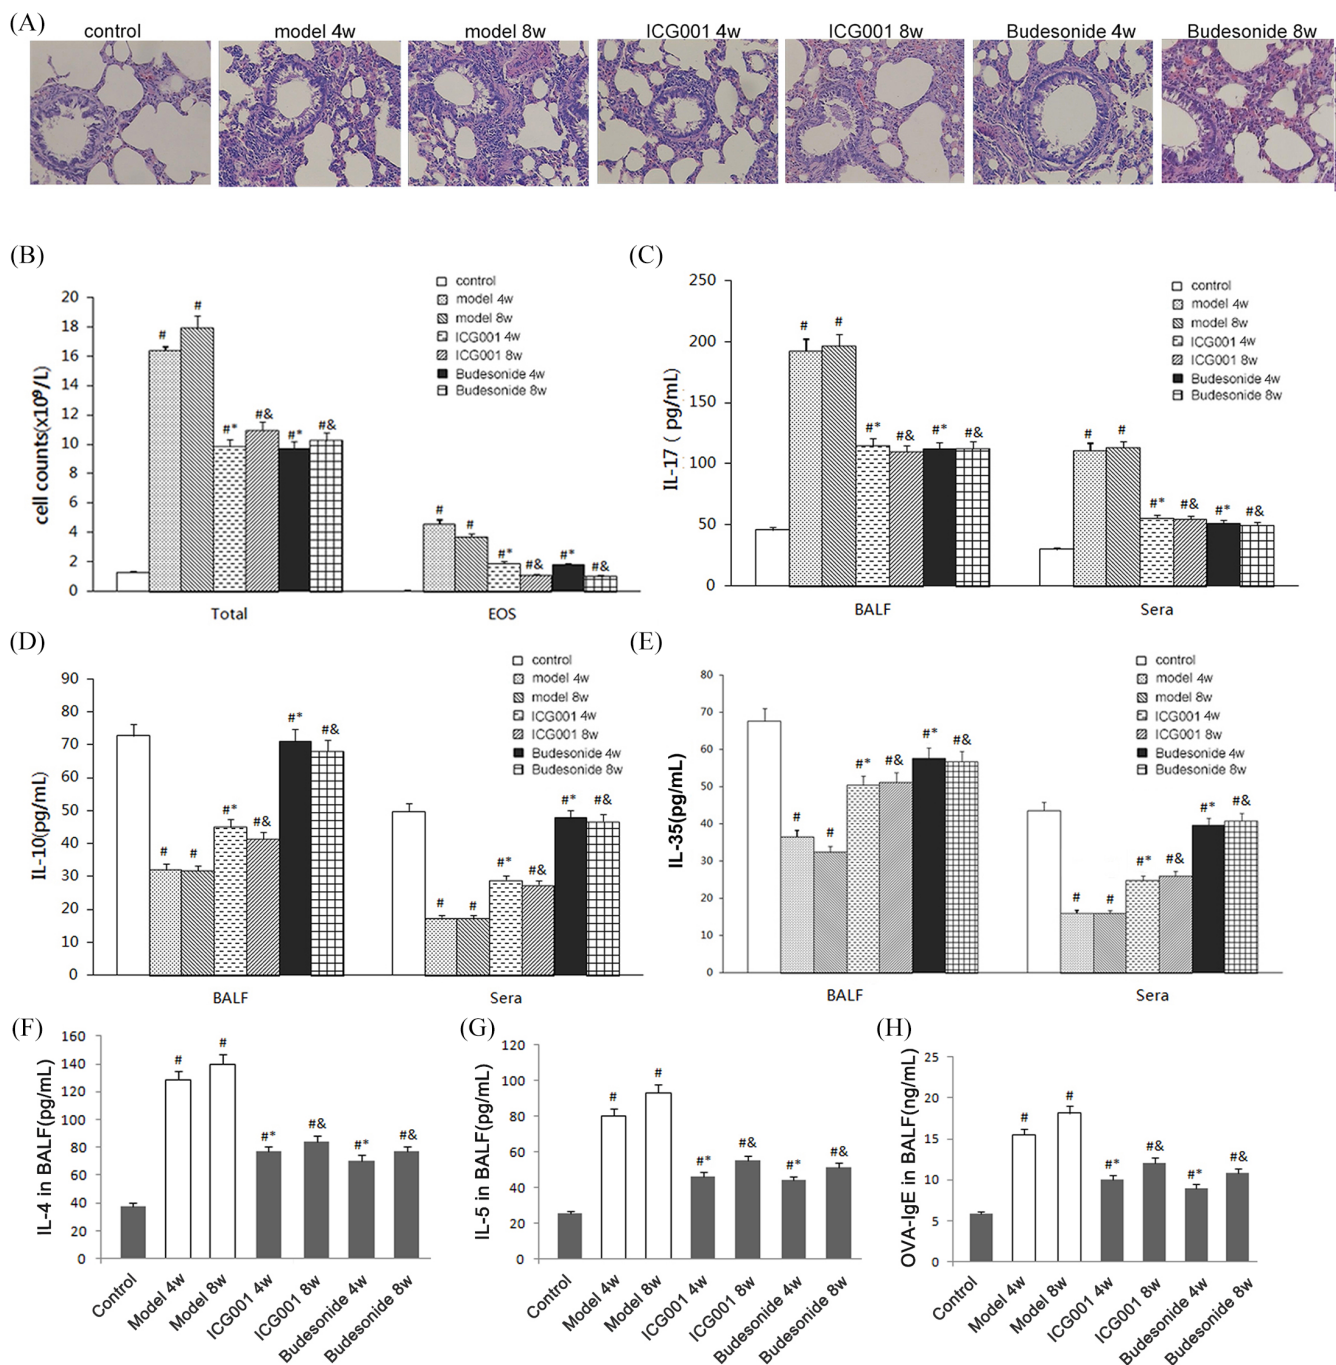 (A)
control
model 4w
model 8w
ICG001 4w
ICG001 8w
Budesonide 4w
Budesonide 8w
(B)
cell counts(x10⁹/L)
20
18
16
14
12
10
8
6
4
2
0
# # #* #& #* #&
# # #* #& #* #&
Total
EOS
control
model 4w
model 8w
ICG001 4w
ICG001 8w
Budesonide 4w
Budesonide 8w
(C)
IL-17 ( pg/mL)
250
200
150
100
50
0
# # #* #& #* #&
# # #* #& #* #&
BALF
Sera
control
model 4w
model 8w
ICG001 4w
ICG001 8w
Budesonide 4w
Budesonide 8w
(D)
IL-10(pg/mL)
90
80
70
60
50
40
30
20
10
0
# # #* #& #* #&
# # #* #& #* #&
BALF
Sera
control
model 4w
model 8w
ICG001 4w
ICG001 8w
Budesonide 4w
Budesonide 8w
(E)
IL-35(pg/mL)
80
70
60
50
40
30
20
10
0
# # #* #& #* #&
# # #* #& #* #&
BALF
Sera
control
model 4w
model 8w
ICG001 4w
ICG001 8w
Budesonide 4w
Budesonide 8w
(F)
IL-4 in BALF(pg/mL)
160
140
120
100
80
60
40
20
0
# # #* #& #* #&
Control
Model 4w
Model 8w
ICG001 4w
ICG001 8w
Budesonide 4w
Budesonide 8w
(G)
IL-5 in BALF(pg/mL)
120
100
80
60
40
20
0
# # #* #& #* #&
Control
Model 4w
Model 8w
ICG001 4w
ICG001 8w
Budesonide 4w
Budesonide 8w
(H)
OVA-IgE in BALF(ng/mL)
25
20
15
10
5
0
# # #* #& #* #&
Control
Model 4w
Model 8w
ICG001 4w
ICG001 8w
Budesonide 4w
Budesonide 8w